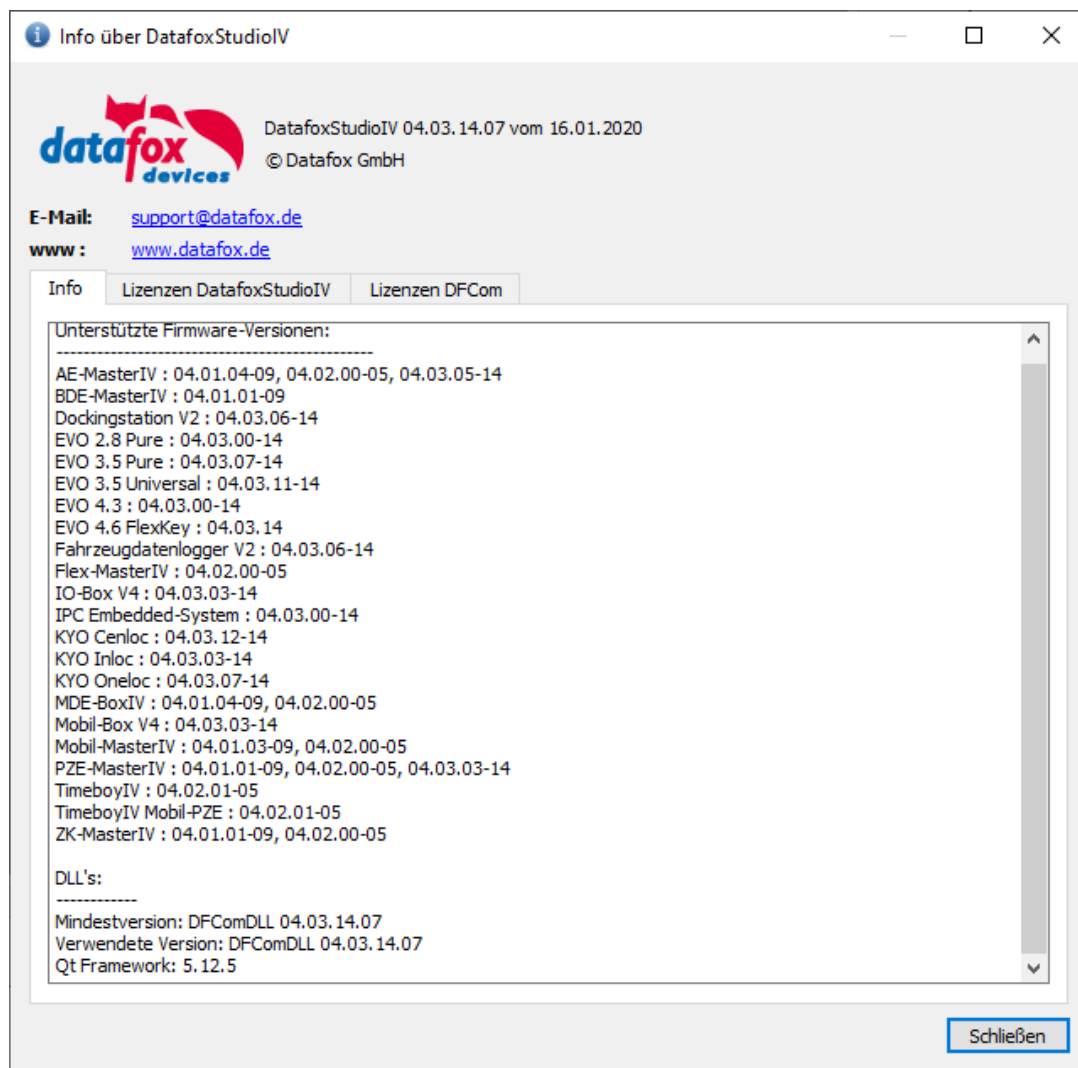 Info über DatafoxStudioIV
datafox
devices
DatafoxStudioIV 04.03.14.07 vom 16.01.2020
© Datafox GmbH
E-Mail: support@datafox.de
www : www.datafox.de
Info Lizenzen DatafoxStudioIV Lizenzen DFCom
Unterstützte Firmware-Versionen:
-----------------------------------------------
AE-MasterIV : 04.01.04-09, 04.02.00-05, 04.03.05-14
BDE-MasterIV : 04.01.01-09
Dockingstation V2 : 04.03.06-14
EVO 2.8 Pure : 04.03.00-14
EVO 3.5 Pure : 04.03.07-14
EVO 3.5 Universal : 04.03.11-14
EVO 4.3 : 04.03.00-14
EVO 4.6 FlexKey : 04.03.14
Fahrzeugdatenlogger V2 : 04.03.06-14
Flex-MasterIV : 04.02.00-05
IO-Box V4 : 04.03.03-14
IPC Embedded-System : 04.03.00-14
KYO Cenloc : 04.03.12-14
KYO Inloc : 04.03.03-14
KYO Oneloc : 04.03.07-14
MDE-BoxIV : 04.01.04-09, 04.02.00-05
Mobil-Box V4 : 04.03.03-14
Mobil-MasterIV : 04.01.03-09, 04.02.00-05
PZE-MasterIV : 04.01.01-09, 04.02.00-05, 04.03.03-14
TimeboyIV : 04.02.01-05
TimeboyIV Mobil-PZE : 04.02.01-05
ZK-MasterIV : 04.01.01-09, 04.02.00-05
DLL's:
------------
Mindestversion: DFComDLL 04.03.14.07
Verwendete Version: DFComDLL 04.03.14.07
Qt Framework: 5.12.5
Schließen